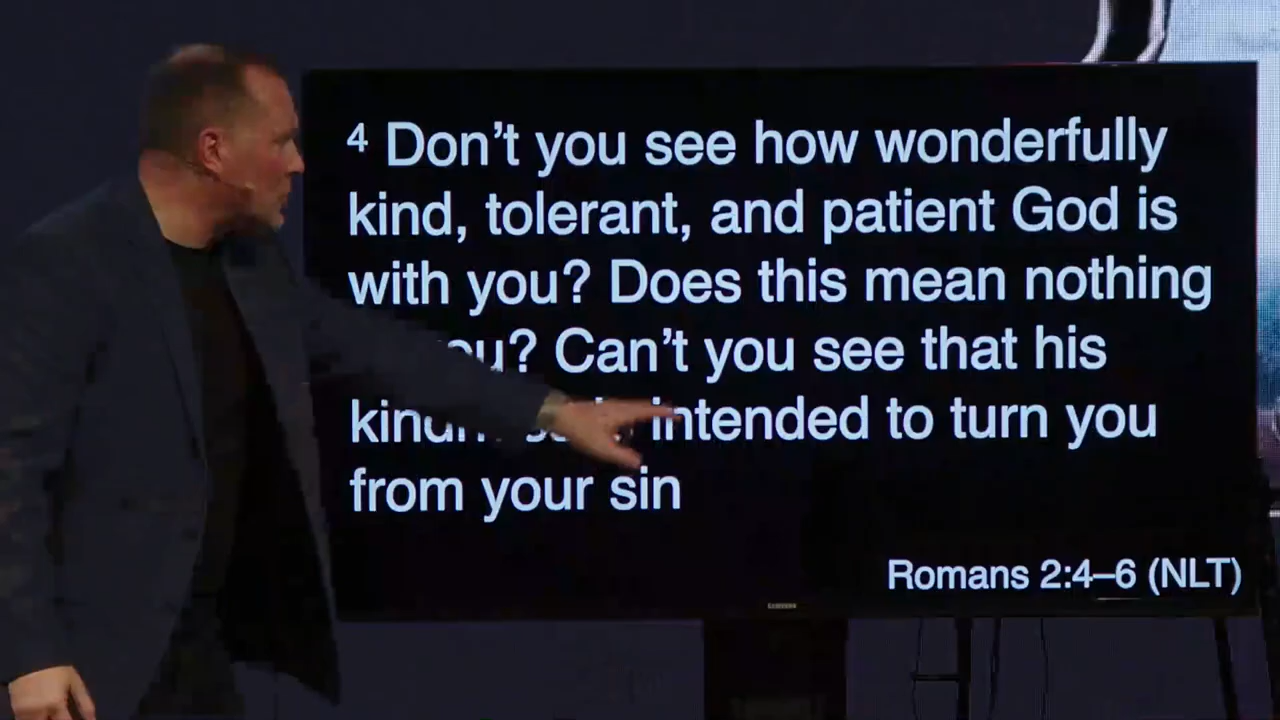 4 Don’t you see how wonderfully
kind, tolerant, and patient God is
with you? Does this mean nothing
Can’t you see that his
intended to turn you
from your sin
Romans 2:4–6 (NLT)
SAMSUNG